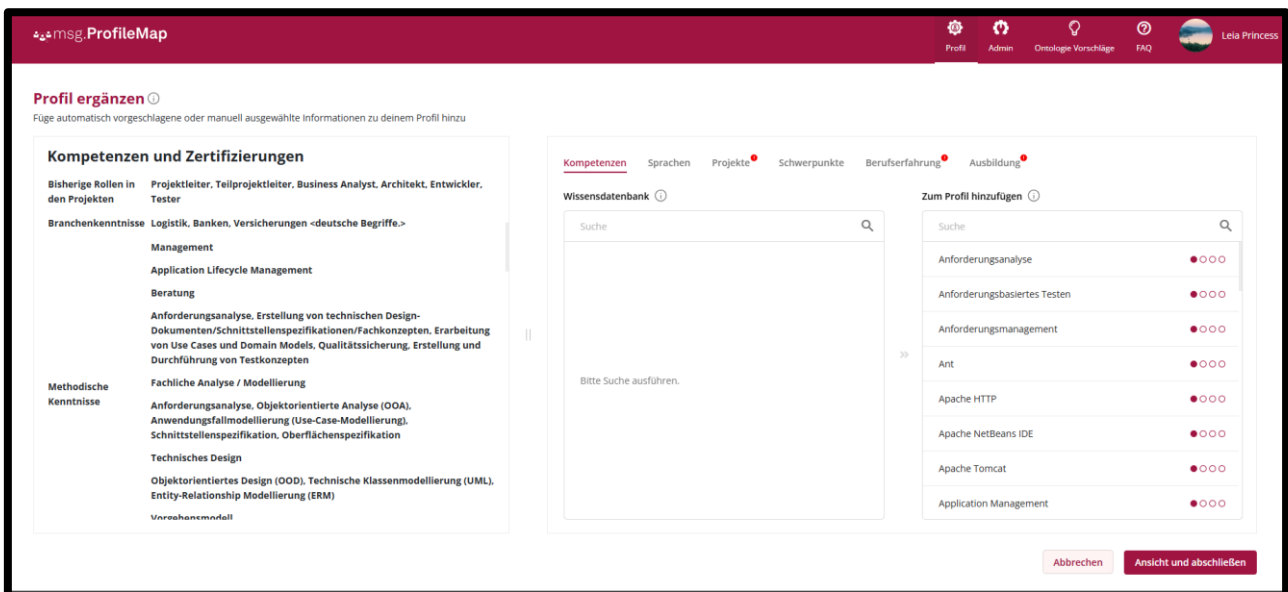 msg.ProfileMap
Profil
Admin
Ontologie Vorschläge
FAQ
Leia Princess
Profil ergänzen
Füge automatisch vorgeschlagene oder manuell ausgewählte Informationen zu deinem Profil hinzu
Kompetenzen und Zertifizierungen
Bisherige Rollen in
den Projekten
Projektleiter, Teilprojektleiter, Business Analyst, Architekt, Entwickler,
Tester
Branchenkenntnisse
Logistik, Banken, Versicherungen <deutsche Begriffe.>
Methodische
Kenntnisse
Management
Application Lifecycle Management
Beratung
Anforderungsanalyse, Erstellung von technischen Design-
Dokumenten/Schnittstellenspezifikationen/Fachkonzepten, Erarbeitung
von Use Cases und Domain Models, Qualitätssicherung, Erstellung und
Durchführung von Testkonzepten
Fachliche Analyse / Modellierung
Anforderungsanalyse, Objektorientierte Analyse (OOA),
Anwendungsfallmodellierung (Use-Case-Modellierung),
Schnittstellenspezifikation, Oberflächenspezifikation
Technisches Design
Objektorientiertes Design (OOD), Technische Klassenmodellierung (UML),
Entity-Relationship Modellierung (ERM)
Vorgehensmodell
Kompetenzen
Sprachen
Projekte
Schwerpunkte
Berufserfahrung
Ausbildung
Wissensdatenbank
Suche
Bitte Suche ausführen.
Zum Profil hinzufügen
Suche
Anforderungsanalyse
Anforderungsbasiertes Testen
Anforderungsmanagement
Ant
Apache HTTP
Apache NetBeans IDE
Apache Tomcat
Application Management
Abbrechen
Ansicht und abschließen